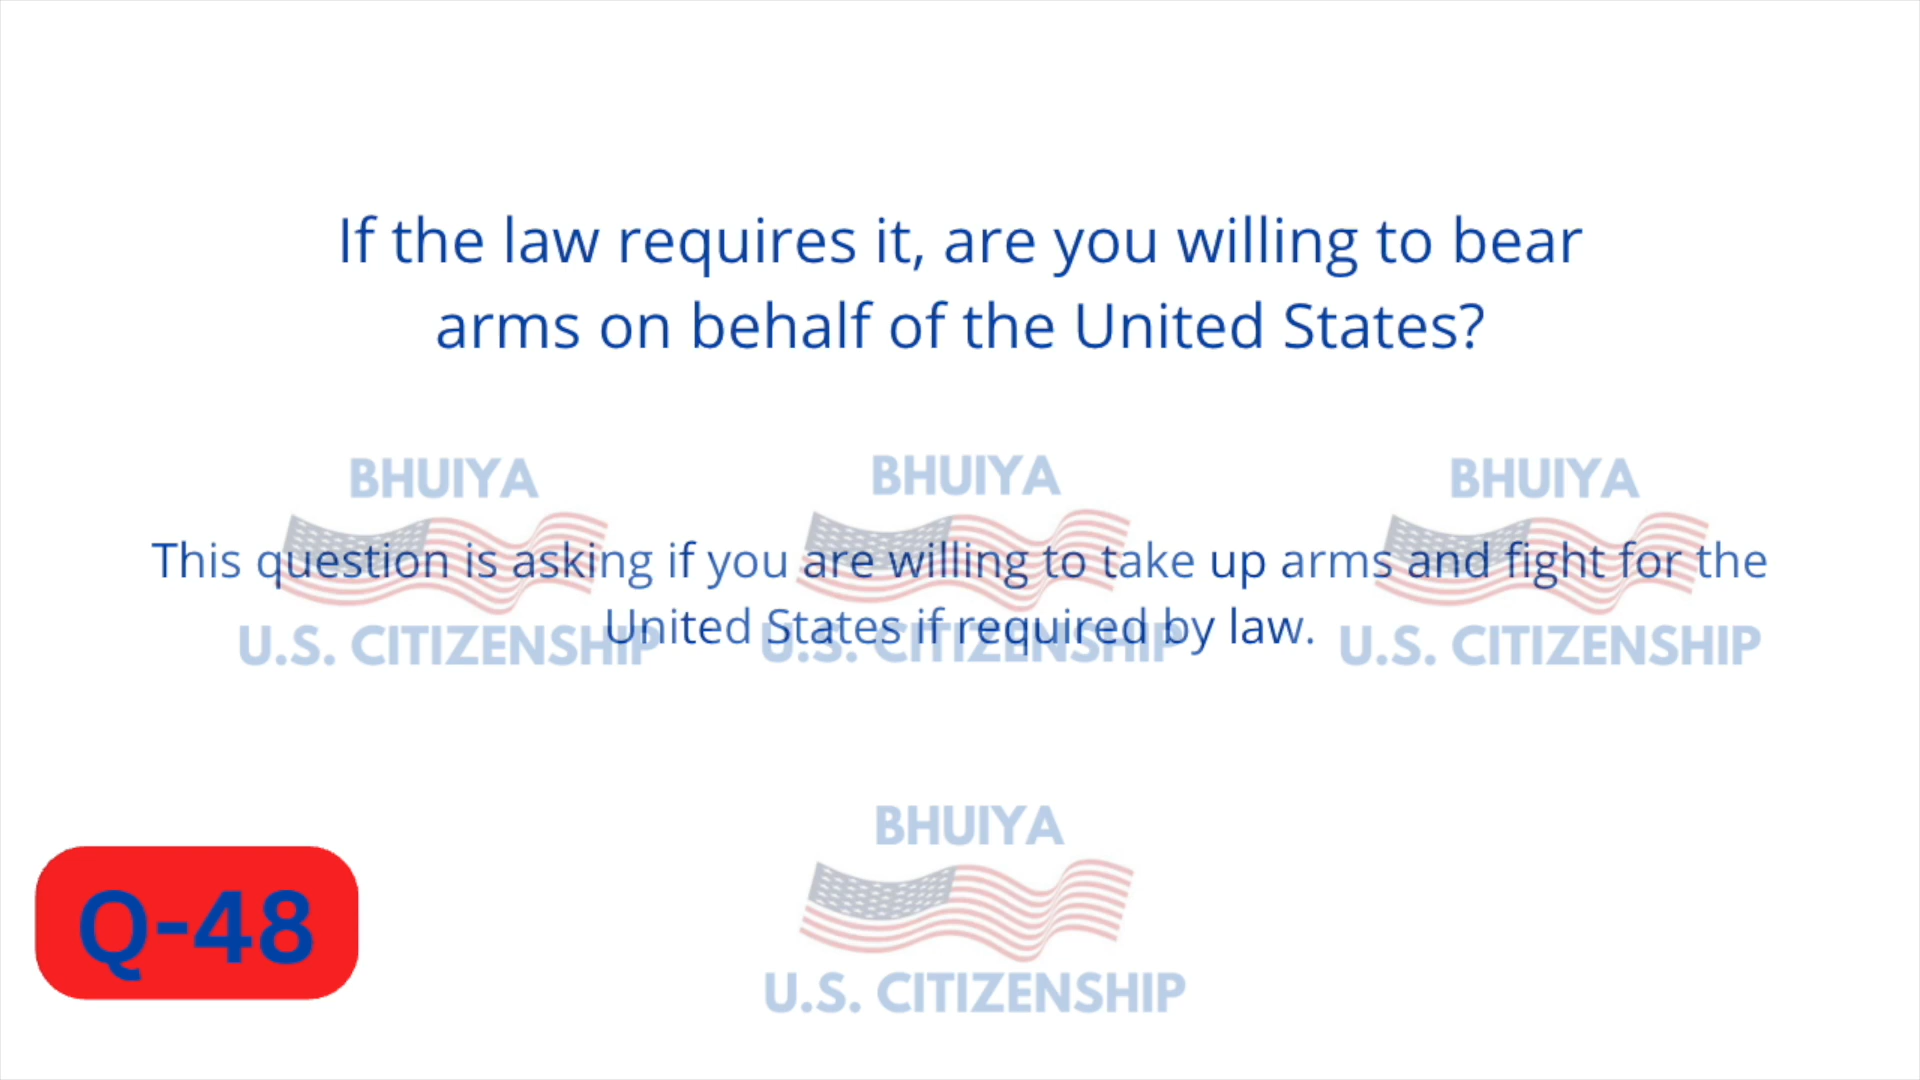 If the law requires it, are you willing to bear
arms on behalf of the United States?
BHUIYA
U.S. CITIZENSHIP
BHUIYA
U.S. CITIZENSHIP
BHUIYA
U.S. CITIZENSHIP
This question is asking if you are willing to take up arms and fight for the
United States if required by law.
BHUIYA
U.S. CITIZENSHIP
Q-48